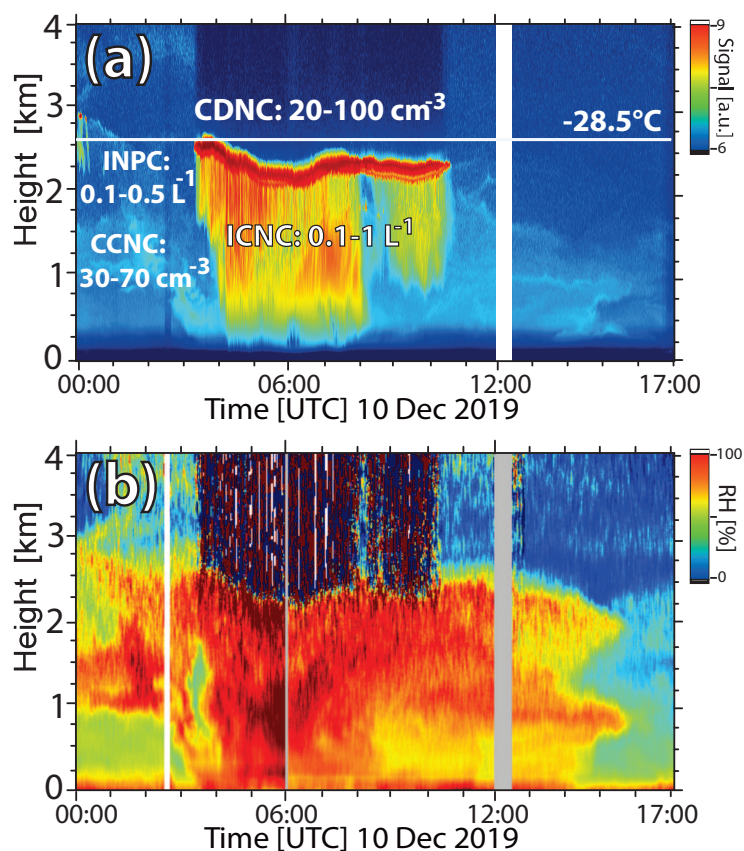 (a)
4
3
2
1
0
Height [km]
CDNC: 20-100 cm-3
-28.5°C
INPC:
0.1-0.5 L-1
CCNC:
30-70 cm-3
ICNC: 0.1-1 L-1
9
Signal [a.u.]
6
00:00 06:00 12:00 17:00
Time [UTC] 10 Dec 2019
(b)
4
3
2
1
0
Height [km]
100
RH [%]
0
00:00 06:00 12:00 17:00
Time [UTC] 10 Dec 2019